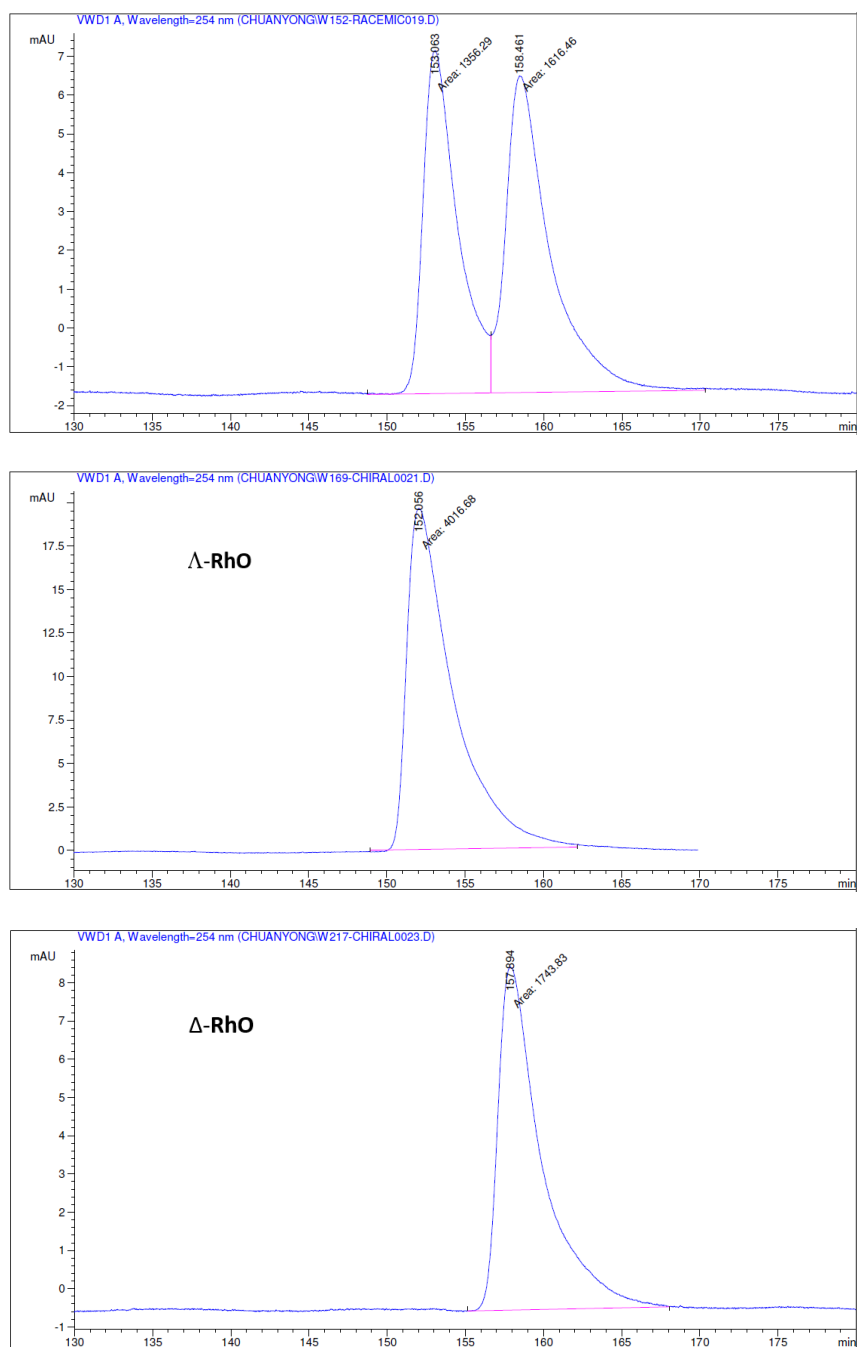 VWD1 A, Wavelength=254 nm (CHUANYONG\W152-RACEMIC019.D)
mAU
153.063
Area: 1356.29
158.461
Area: 1616.46
7
6
5
4
3
2
1
0
-1
-2
130 135 140 145 150 155 160 165 170 175 min
VWD1 A, Wavelength=254 nm (CHUANYONG\W169-CHIRAL0021.D)
mAU
152.056
Area: 4016.68
17.5
Λ-RhO
15
12.5
10
7.5
5
2.5
0
130 135 140 145 150 155 160 165 170 175 min
VWD1 A, Wavelength=254 nm (CHUANYONG\W217-CHIRAL0023.D)
mAU
157.894
Area: 1743.83
8
Δ-RhO
7
6
5
4
3
2
1
0
-1
130 135 140 145 150 155 160 165 170 175 min